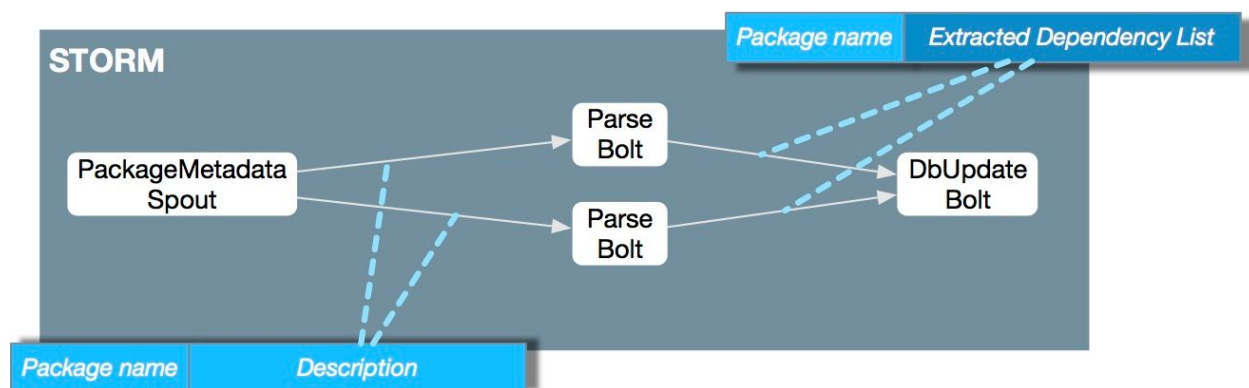 Package name Extracted Dependency List
STORM
Parse
Bolt
PackageMetadata
Spout
DbUpdate
Bolt
Parse
Bolt
Package name Description